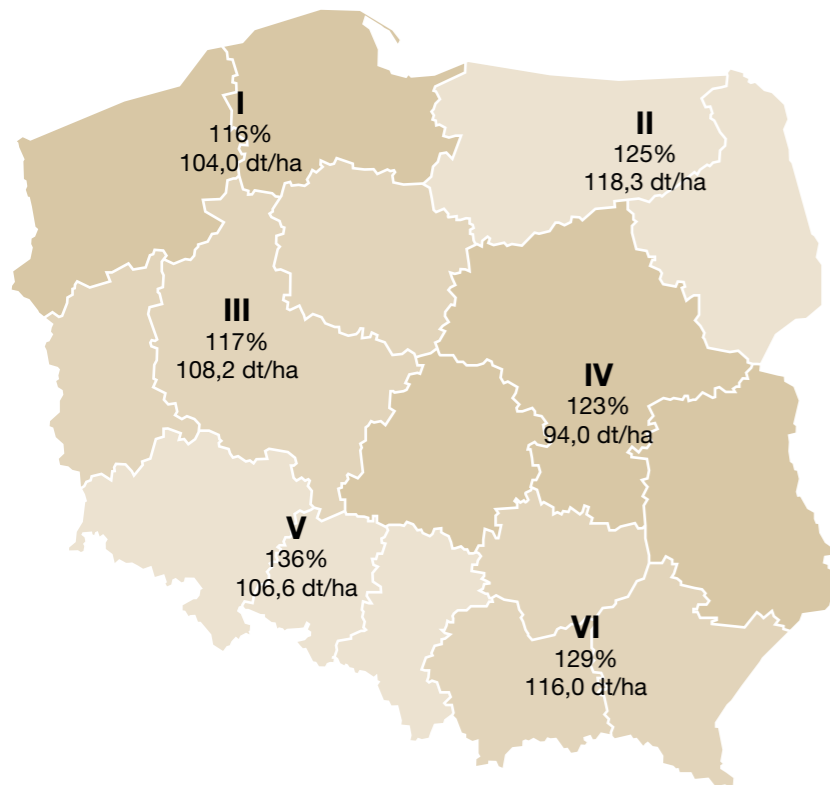 I
116%
104,0 dt/ha
II
125%
118,3 dt/ha
III
117%
108,2 dt/ha
IV
123%
94,0 dt/ha
V
136%
106,6 dt/ha
VI
129%
116,0 dt/ha